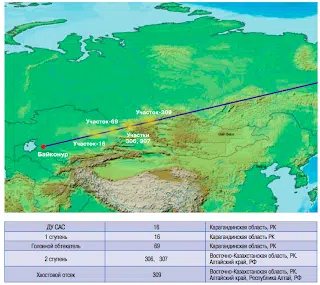 Участок-309
Участок-69
Участок-16
Участки
306, 307
Байконур
ДУ САС 16 Карагандинская область, РК
1 ступень 16 Карагандинская область, РК
Головной обтекатель 69 Карагандинская область, РК
2 ступень 306, 307 Восточно-Казахстанская область, РК,
Алтайский край, РФ
Хвостовой отсек 309 Восточно-Казахстанская область, РК,
Алтайский край, Республика Алтай, РФ